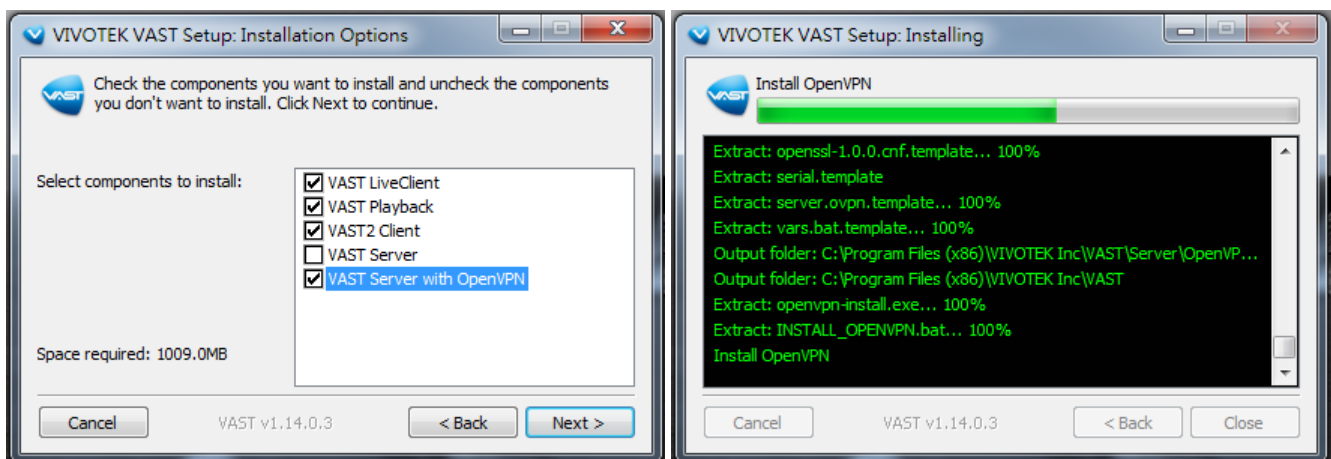 VIVOTEK VAST Setup: Installation Options
VAST
Check the components you want to install and uncheck the components
you don't want to install. Click Next to continue.
Select components to install:
VAST LiveClient
VAST Playback
VAST2 Client
VAST Server
VAST Server with OpenVPN
Space required: 1009.0MB
Cancel
VAST v1.14.0.3
< Back
Next >
VIVOTEK VAST Setup: Installing
VAST
Install OpenVPN
Extract: openssl-1.0.0.cnf.template... 100%
Extract: serial.template
Extract: server.ovpn.template... 100%
Extract: vars.bat.template... 100%
Output folder: C:\Program Files (x86)\VIVOTEK Inc\VAST\Server\OpenVP...
Output folder: C:\Program Files (x86)\VIVOTEK Inc\VAST
Extract: openvpn-install.exe... 100%
Extract: INSTALL_OPENVPN.bat... 100%
Install OpenVPN
Cancel
VAST v1.14.0.3
< Back
Close